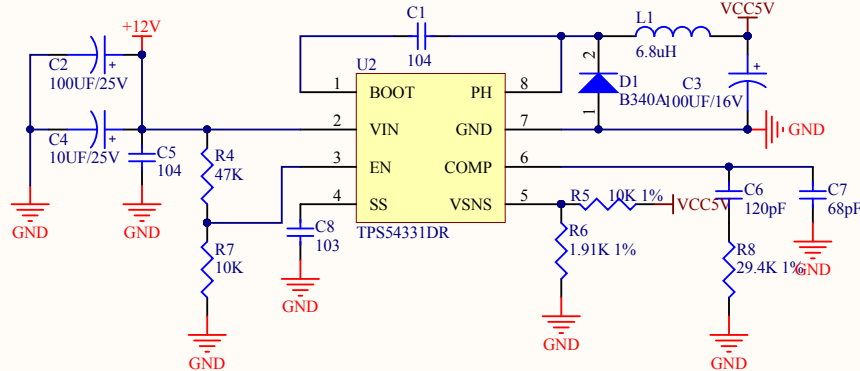 +12V
C2
100UF/25V
C4
10UF/25V
C5
104
GND
GND
R4
47K
R7
10K
GND
C8
103
GND
C1
104
U2
1 BOOT PH 8
2 VIN GND 7
3 EN COMP 6
4 SS VSNS 5
TPS54331DR
2
D1
B340A
1
L1
6.8uH
VCC5V
C3
100UF/16V
GND
R5 10K 1%
VCC5V
R6
1.91K 1%
GND
C6
120pF
R8
29.4K 1%
GND
C7
68pF
GND